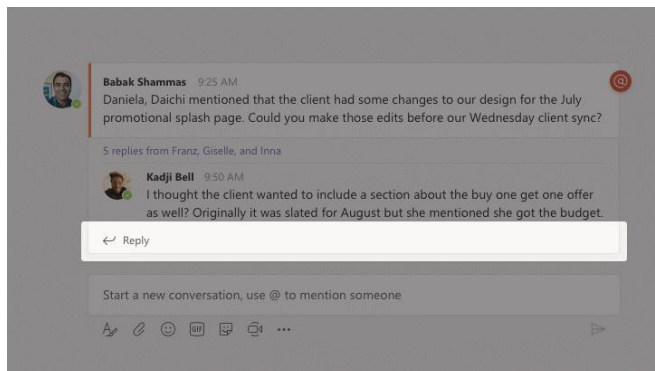 Babak Shammas 9:25 AM
Daniela, Daichi mentioned that the client had some changes to our design for the July
promotional splash page. Could you make those edits before our Wednesday client sync?
5 replies from Franz, Giselle, and Inna
Kadji Bell 9:50 AM
I thought the client wanted to include a section about the buy one get one offer
as well? Originally it was slated for August but she mentioned she got the budget.
Reply
Start a new conversation, use @ to mention someone
GIF